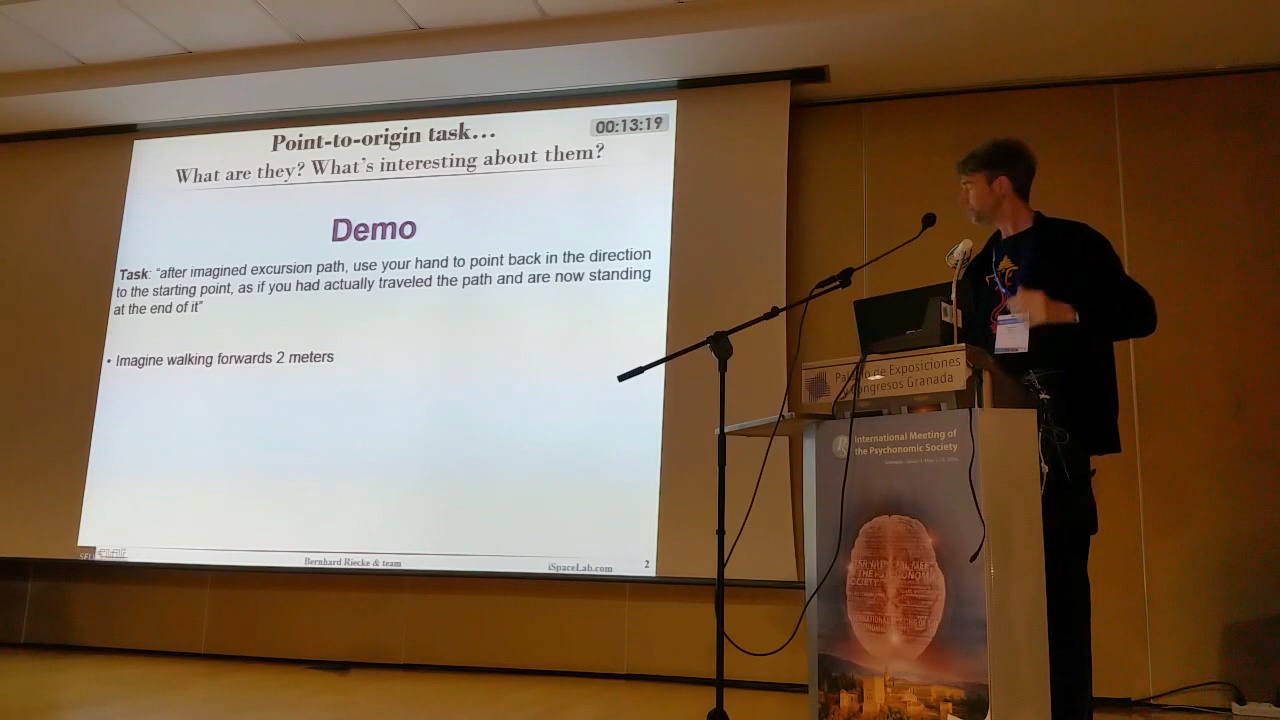 Point-to-origin task…
00:13:19
What are they? What's interesting about them?
Demo
Task: “after imagined excursion path, use your hand to point back in the direction
to the starting point, as if you had actually traveled the path and are now standing
at the end of it”
• Imagine walking forwards 2 meters
Bernhard Riecke & team
iSpaceLab.com
2
de Exposiciones
Congresos Granada
International Meeting of
the Psychonomic Society